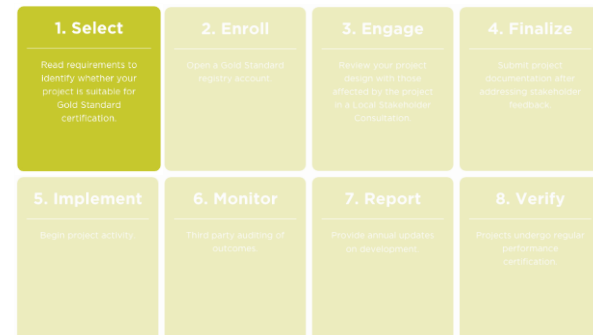 1. Select
Read requirements to
identify whether your
project is suitable for
Gold Standard
certification.
2. Enroll
Open a Gold Standard
registry account.
3. Engage
Review your project
design with those
affected by the project
in a Local Stakeholder
Consultation.
4. Finalize
Submit project
documentation after
addressing stakeholder
feedback.
5. Implement
Begin project activity.
6. Monitor
Third party auditing of
outcomes.
7. Report
Provide annual updates
on development.
8. Verify
Projects undergo regular
performance
certification.